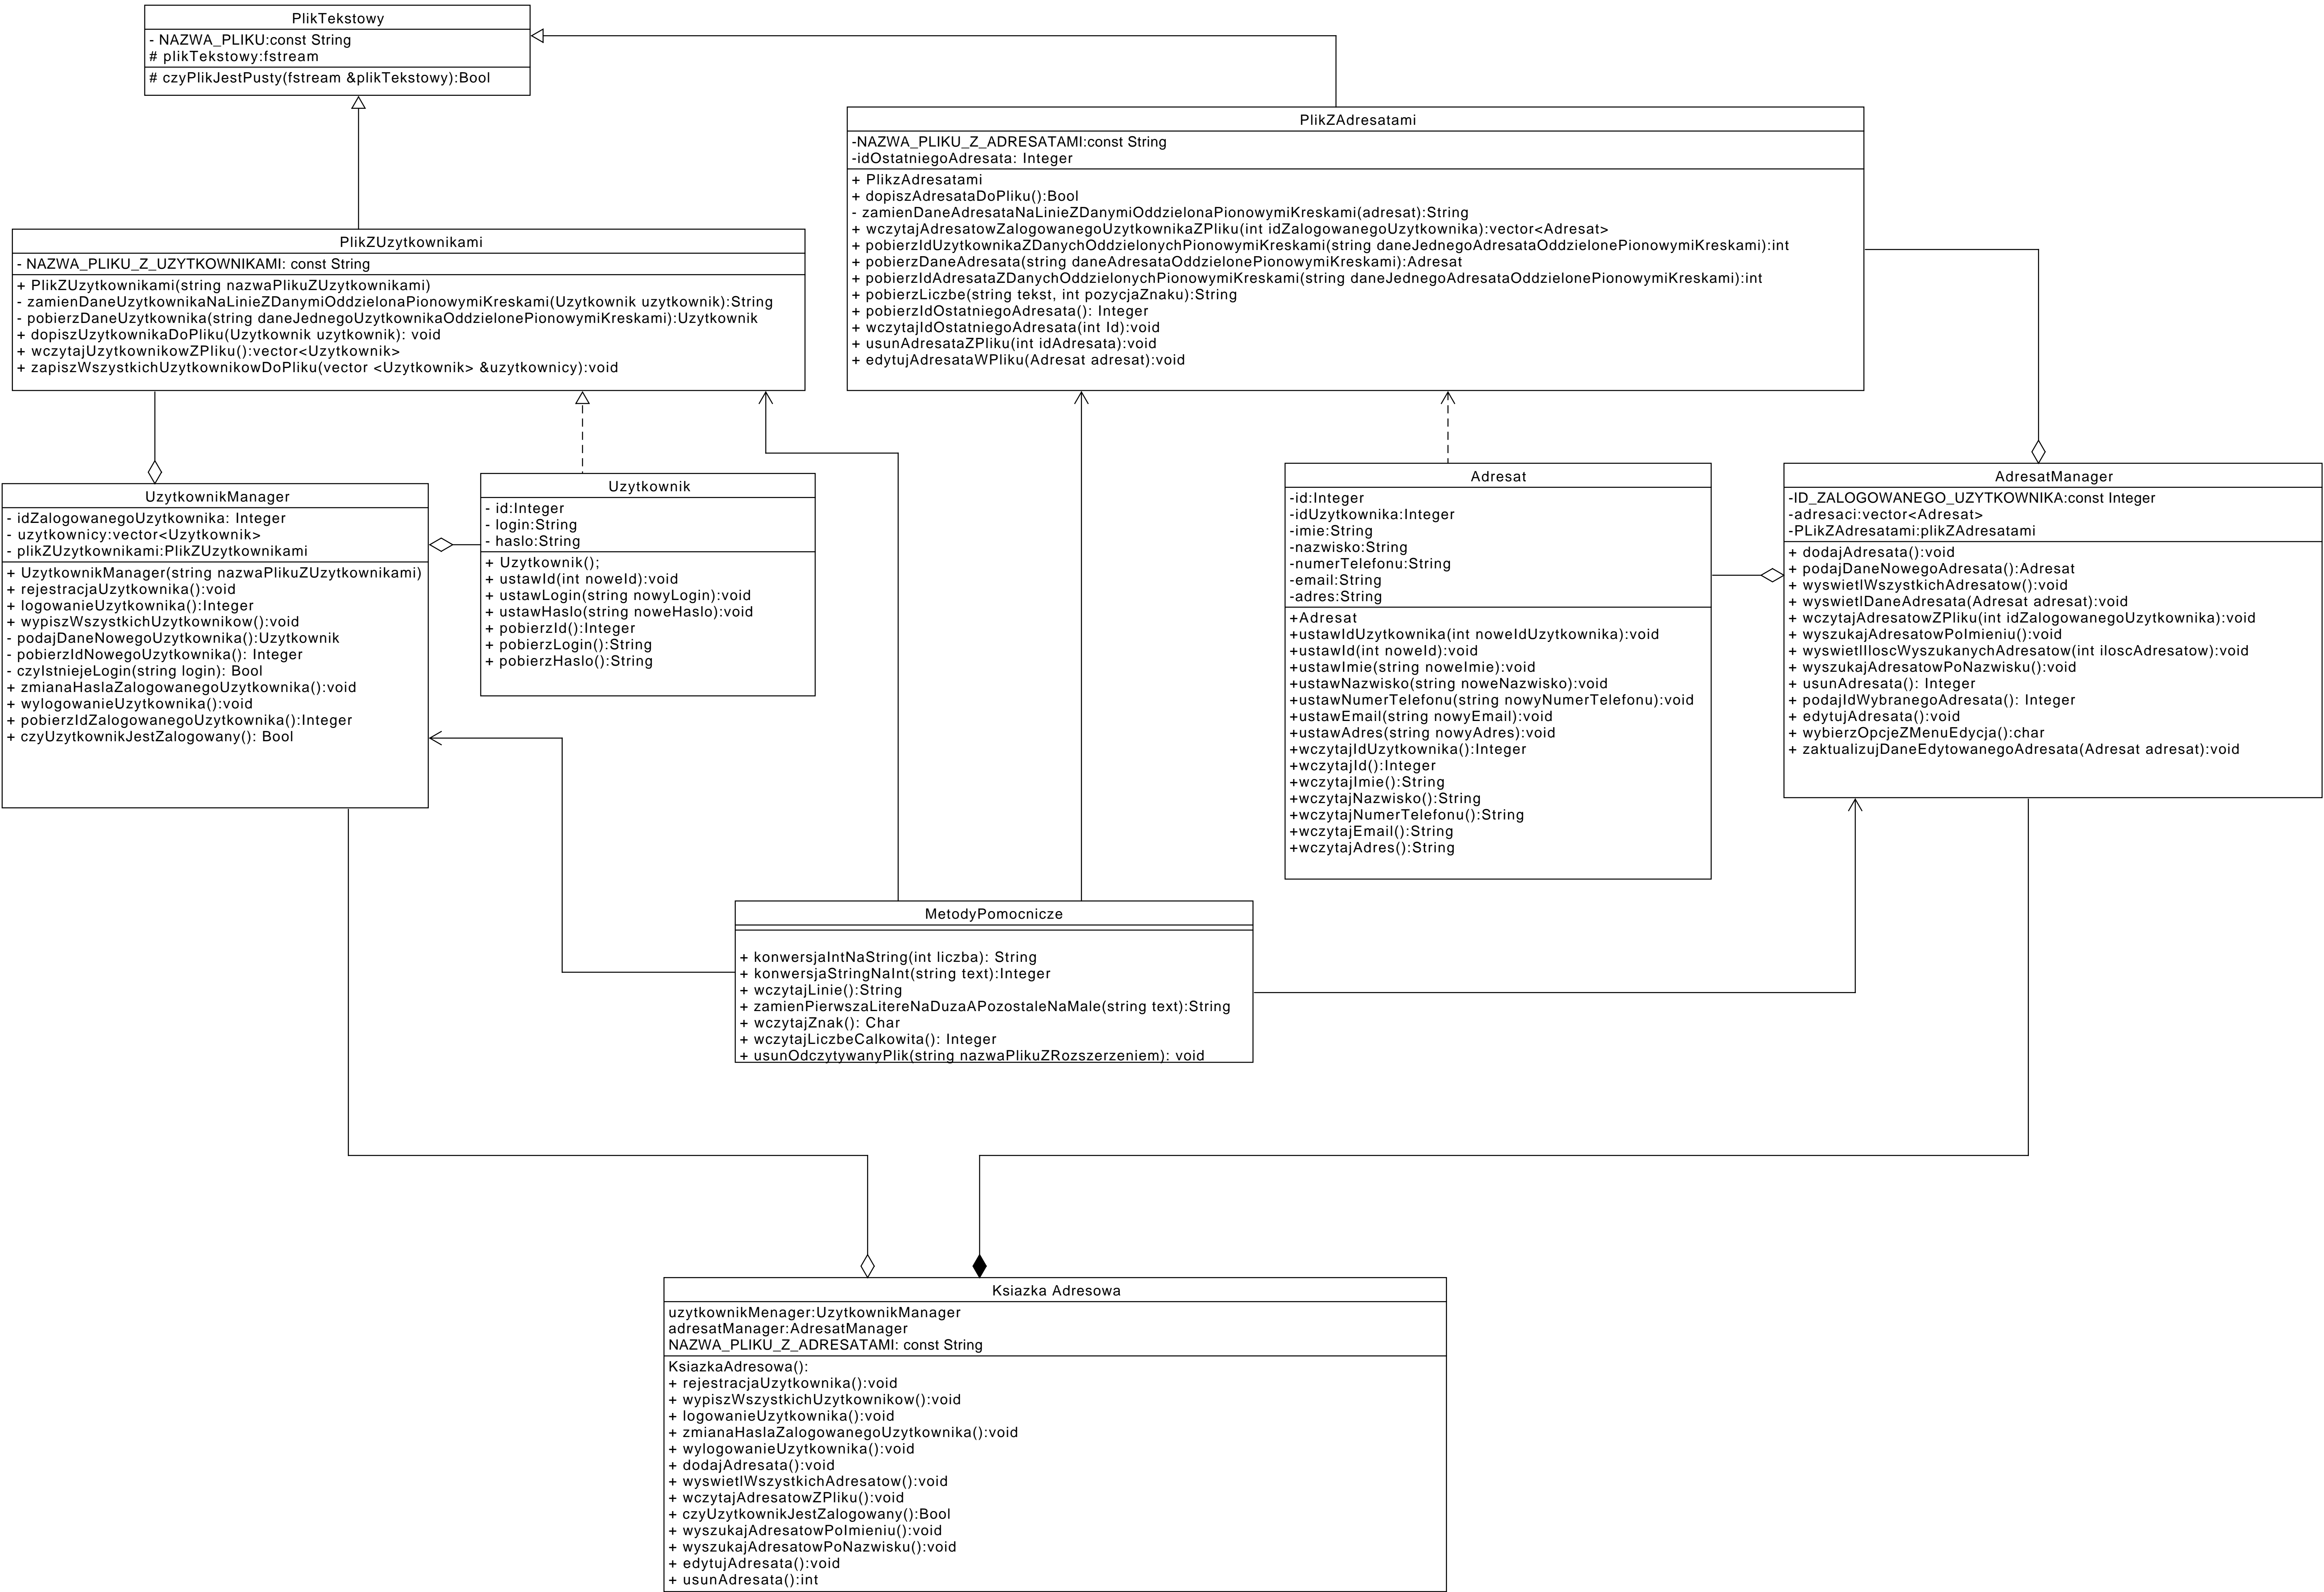 PlikTekstowy
- NAZWA_PLIKU:const String
# plikTekstowy:fstream
# czyPlikJestPusty(fstream &plikTekstowy):Bool
PlikZAdresatami
-NAZWA_PLIKU_Z_ADRESATAMI:const String
-idOstatniegoAdresata: Integer
+ PlikzAdresatami
+ dopiszAdresataDoPliku():Bool
- zamienDaneAdresataNaLinieZDanymiOddzielonaPionowymiKreskami(adresat):String
+ wczytajAdresatowZalogowanegoUzytkownikaZPliku(int idZalogowanegoUzytkownika):vector<Adresat>
+ pobierzIdUzytkownikaZDanychOddzielonychPionowymiKreskami(string daneJednegoAdresataOddzielonePionowymiKreskami):int
+ pobierzDaneAdresata(string daneAdresataOddzielonePionowymiKreskami):Adresat
+ pobierzIdAdresataZDanychOddzielonychPionowymiKreskami(string daneJednegoAdresataOddzielonePionowymiKreskami):int
+ pobierzLiczbe(string tekst, int pozycjaZnaku):String
+ pobierzIdOstatniegoAdresata(): Integer
+ wczytajIdOstatniegoAdresata(int Id):void
+ usunAdresataZPliku(int idAdresata):void
+ edytujAdresataWPliku(Adresat adresat):void
PlikZUzytkownikami
- NAZWA_PLIKU_Z_UZYTKOWNIKAMI: const String
+ PlikZUzytkownikami(string nazwaPlikuZUzytkownikami)
- zamienDaneUzytkownikaNaLinieZDanymiOddzielonaPionowymiKreskami(Uzytkownik uzytkownik):String
- pobierzDaneUzytkownika(string daneJednegoUzytkownikaOddzielonePionowymiKreskami):Uzytkownik
+ dopiszUzytkownikaDoPliku(Uzytkownik uzytkownik): void
+ wczytajUzytkownikowZPliku():vector<Uzytkownik>
+ zapiszWszystkichUzytkownikowDoPliku(vector <Uzytkownik> &uzytkownicy):void
UzytkownikManager
- idZalogowanegoUzytkownika: Integer
- uzytkownicy:vector<Uzytkownik>
- plikZUzytkownikami:PlikZUzytkownikami
+ UzytkownikManager(string nazwaPlikuZUzytkownikami)
+ rejestracjaUzytkownika():void
+ logowanieUzytkownika():Integer
+ wypiszWszystkichUzytkownikow():void
- podajDaneNowegoUzytkownika():Uzytkownik
- pobierzIdNowegoUzytkownika(): Integer
- czyIstniejeLogin(string login): Bool
+ zmianaHaslaZalogowanegoUzytkownika():void
+ wylogowanieUzytkownika():void
+ pobierzIdZalogowanegoUzytkownika():Integer
+ czyUzytkownikJestZalogowany(): Bool
Uzytkownik
- id:Integer
- login:String
- haslo:String
+ Uzytkownik();
+ ustawId(int noweId):void
+ ustawLogin(string nowyLogin):void
+ ustawHaslo(string noweHaslo):void
+ pobierzId():Integer
+ pobierzLogin():String
+ pobierzHaslo():String
Adresat
-id:Integer
-idUzytkownika:Integer
-imie:String
-nazwisko:String
-numerTelefonu:String
-email:String
-adres:String
+Adresat
+ustawIdUzytkownika(int noweIdUzytkownika):void
+ustawId(int noweId):void
+ustawImie(string noweImie):void
+ustawNazwisko(string noweNazwisko):void
+ustawNumerTelefonu(string nowyNumerTelefonu):void
+ustawEmail(string nowyEmail):void
+ustawAdres(string nowyAdres):void
+wczytajIdUzytkownika():Integer
+wczytajId():Integer
+wczytajImie():String
+wczytajNazwisko():String
+wczytajNumerTelefonu():String
+wczytajEmail():String
+wczytajAdres():String
AdresatManager
-ID_ZALOGOWANEGO_UZYTKOWNIKA:const Integer
-adresaci:vector<Adresat>
-PLikZAdresatami:plikZAdresatami
+ dodajAdresata():void
+ podajDaneNowegoAdresata():Adresat
+ wyswietlWszystkichAdresatow():void
+ wyswietlDaneAdresata(Adresat adresat):void
+ wczytajAdresatowZPliku(int idZalogowanegoUzytkownika):void
+ wyszukajAdresatowPoImieniu():void
+ wyswietlIloscWyszukanychAdresatow(int iloscAdresatow):void
+ wyszukajAdresatowPoNazwisku():void
+ usunAdresata(): Integer
+ podajIdWybranegoAdresata(): Integer
+ edytujAdresata():void
+ wybierzOpcjeZMenuEdycja():char
+ zaktualizujDaneEdytowanegoAdresata(Adresat adresat):void
MetodyPomocnicze
+ konwersjaIntNaString(int liczba): String
+ konwersjaStringNaInt(string text):Integer
+ wczytajLinie():String
+ zamienPierwszaLitereNaDuzaAPozostaleNaMale(string text):String
+ wczytajZnak(): Char
+ wczytajLiczbeCalkowita(): Integer
+ usunOdczytywanyPlik(string nazwaPlikuZRozszerzeniem): void
Ksiazka Adresowa
uzytkownikMenager:UzytkownikManager
adresatManager:AdresatManager
NAZWA_PLIKU_Z_ADRESATAMI: const String
KsiazkaAdresowa():
+ rejestracjaUzytkownika():void
+ wypiszWszystkichUzytkownikow():void
+ logowanieUzytkownika():void
+ zmianaHaslaZalogowanegoUzytkownika():void
+ wylogowanieUzytkownika():void
+ dodajAdresata():void
+ wyswietlWszystkichAdresatow():void
+ wczytajAdresatowZPliku():void
+ czyUzytkownikJestZalogowany():Bool
+ wyszukajAdresatowPoImieniu():void
+ wyszukajAdresatowPoNazwisku():void
+ edytujAdresata():void
+ usunAdresata():int